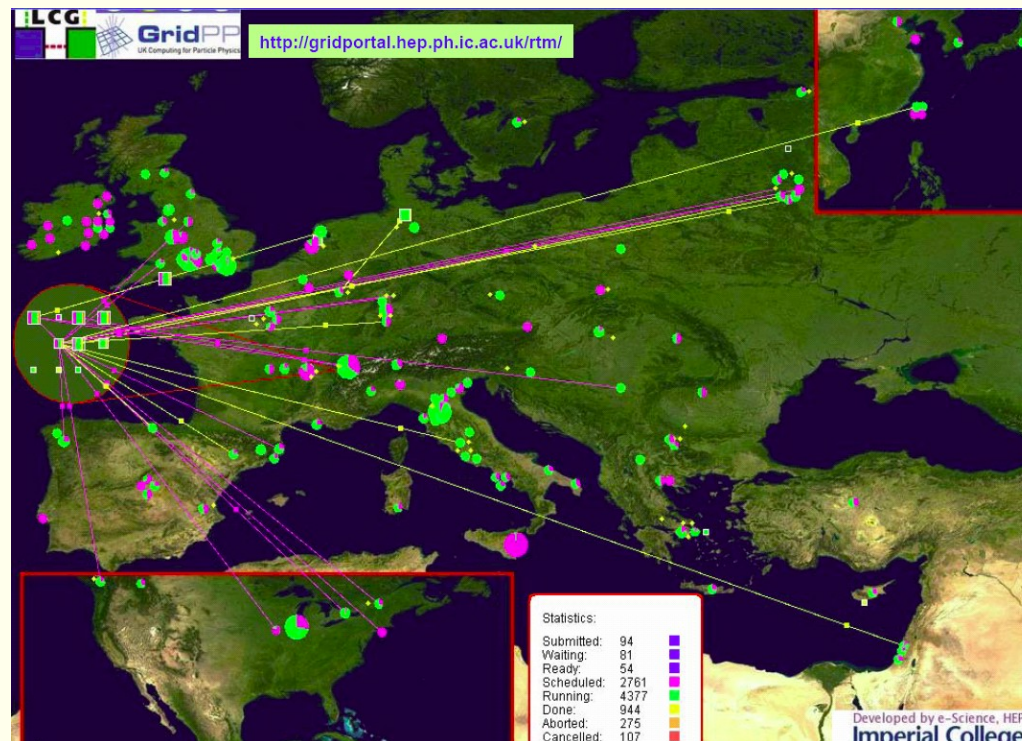 LCG
GridPP
UK Computing for Particle Physics
http://gridportal.hep.ph.ic.ac.uk/rtm/
Statistics:
Submitted: 94
Waiting: 81
Ready: 54
Scheduled: 2761
Running: 4377
Done: 944
Aborted: 275
Cancelled: 107
Developed by e-Science, HEP
Imperial College